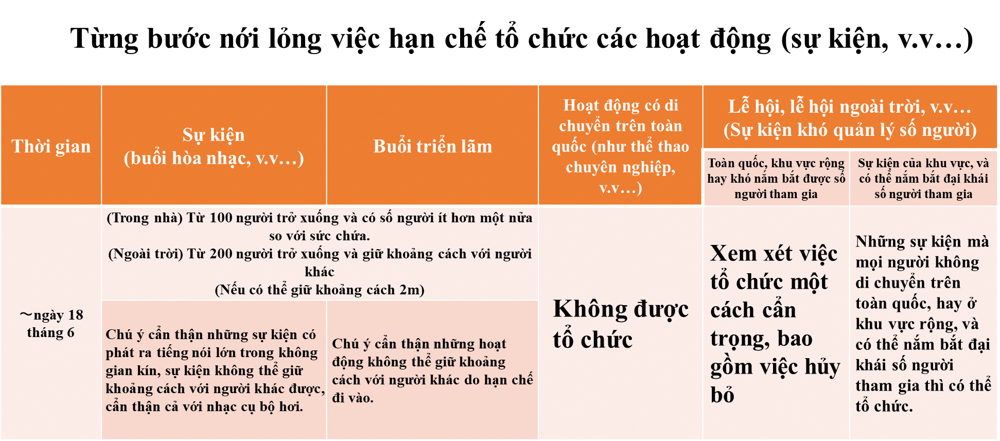 Từng bước nới lỏng việc hạn chế tổ chức các hoạt động (sự kiện, v.v…)
Thời gian
Sự kiện
(buổi hòa nhạc, v.v…)
Buổi triển lãm
Hoạt động có di
chuyển trên toàn
quốc (như thể thao
chuyên nghiệp,
v.v…)
Lễ hội, lễ hội ngoài trời, v.v…
(Sự kiện khó quản lý số người)
Toàn quốc, khu vực rộng
hay khó nắm bắt được số
người tham gia
Sự kiện của khu vực, và
có thể nắm bắt đại khái
số người tham gia
～ngày 18
tháng 6
(Trong nhà) Từ 100 người trở xuống và có số người ít hơn một nửa
so với sức chứa.
(Ngoài trời) Từ 200 người trở xuống và giữ khoảng cách với người
khác
(Nếu có thể giữ khoảng cách 2m)
Chú ý cẩn thận những sự kiện có
phát ra tiếng nói lớn trong không
gian kín, sự kiện không thể giữ
khoảng cách với người khác được,
cẩn thận cả với nhạc cụ bộ hơi.
Chú ý cẩn thận những hoạt
động không thể giữ khoảng
cách với người khác do hạn chế
đi vào.
Không được
tổ chức
Xem xét việc
tổ chức một
cách cẩn
trọng, bao
gồm việc hủy
bỏ
Những sự kiện mà
mọi người không
di chuyển trên
toàn quốc, hay ở
khu vực rộng, và
có thể nắm bắt đại
khái số người
tham gia thì có thể
tổ chức.